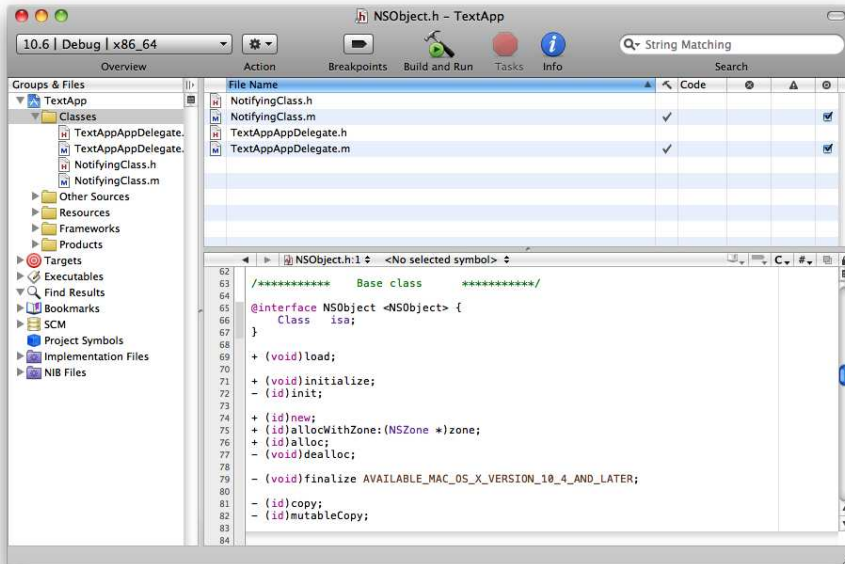 NSObject.h – TextApp
10.6 | Debug | x86_64
String Matching
Overview
Action
Breakpoints
Build and Run
Tasks
Info
Search
Groups & Files
TextApp
Classes
TextAppAppDelegate.
TextAppAppDelegate.
NotifyingClass.h
NotifyingClass.m
Other Sources
Resources
Frameworks
Products
Targets
Executables
Find Results
Bookmarks
SCM
Project Symbols
Implementation Files
NIB Files
File Name
Code
NotifyingClass.h
NotifyingClass.m
TextAppAppDelegate.h
TextAppAppDelegate.m
NSObject.h:1 <No selected symbol>
C
#
62
63 /*********** Base class ***********/
64
65 @interface NSObject <NSObject> {
66 Class isa;
67 }
68
69 + (void)load;
70
71 + (void)initialize;
72 - (id)init;
73
74 + (id)new;
75 + (id)allocWithZone:(NSZone *)zone;
76 + (id)alloc;
77 - (void)dealloc;
78
79 - (void)finalize AVAILABLE_MAC_OS_X_VERSION_10_4_AND_LATER;
80
81 - (id)copy;
82 - (id)mutableCopy;
83
84